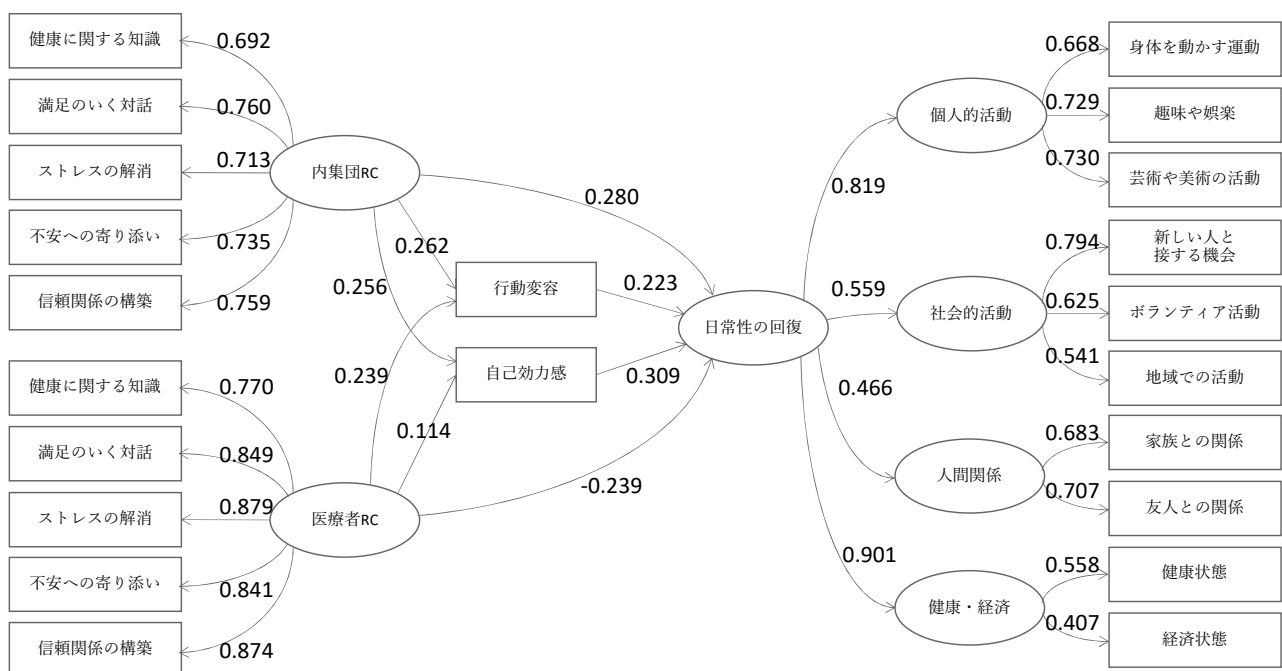 健康に関する知識
0.692
満足のいく対話
0.760
ストレスの解消
0.713
不安への寄り添い
0.735
信頼関係の構築
0.759
内集団RC
健康に関する知識
0.770
満足のいく対話
0.849
ストレスの解消
0.879
不安への寄り添い
0.841
信頼関係の構築
0.874
医療者RC
0.280
0.262
0.256
0.239
0.114
-0.239
行動変容
0.223
自己効力感
0.309
日常性の回復
0.819
0.559
0.466
0.901
個人的活動
0.668
身体を動かす運動
0.729
趣味や娯楽
0.730
芸術や美術の活動
社会的活動
0.794
新しい人と
接する機会
0.625
ボランティア活動
0.541
地域での活動
人間関係
0.683
家族との関係
0.707
友人との関係
健康・経済
0.558
健康状態
0.407
経済状態